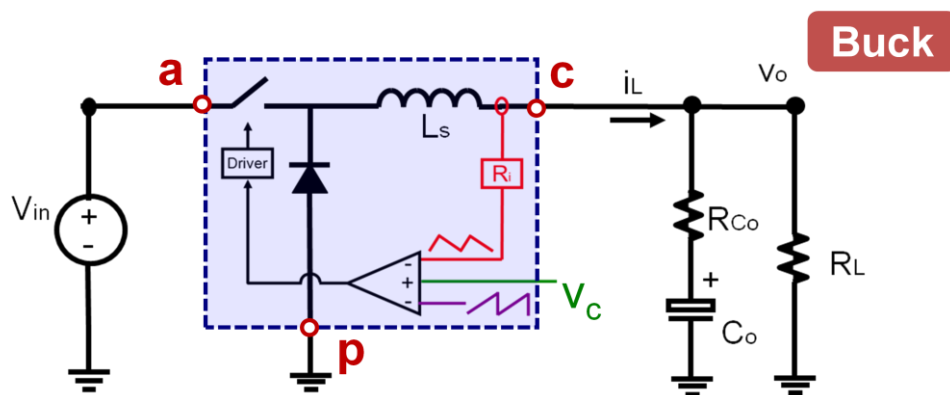 Buck
a
c
iL
vo
Ls
Driver
Ri
Vin
+
-
RCo
RL
-
+
-
Vc
+
Co
p